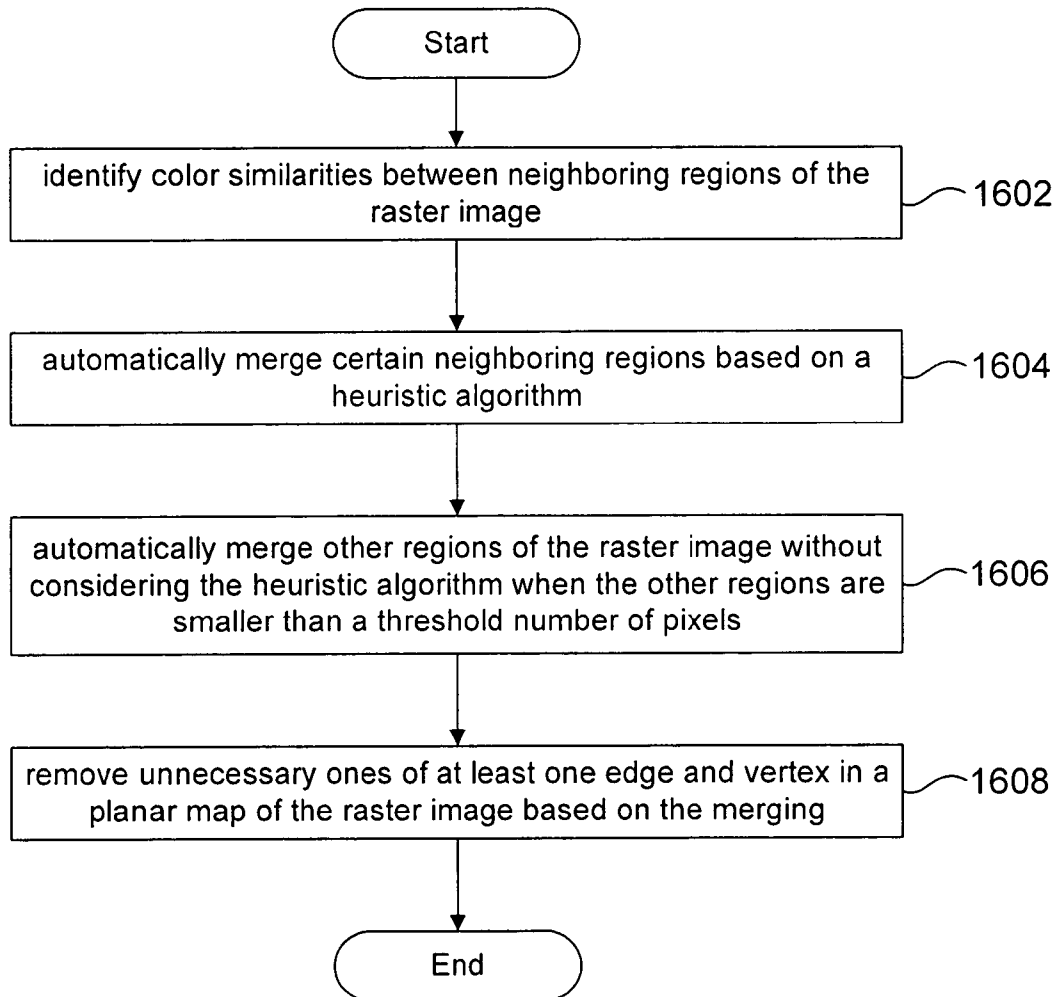 Start
identify color similarities between neighboring regions of the
raster image
1602
automatically merge certain neighboring regions based on a
heuristic algorithm
1604
automatically merge other regions of the raster image without
considering the heuristic algorithm when the other regions are
smaller than a threshold number of pixels
1606
remove unnecessary ones of at least one edge and vertex in a
planar map of the raster image based on the merging
1608
End